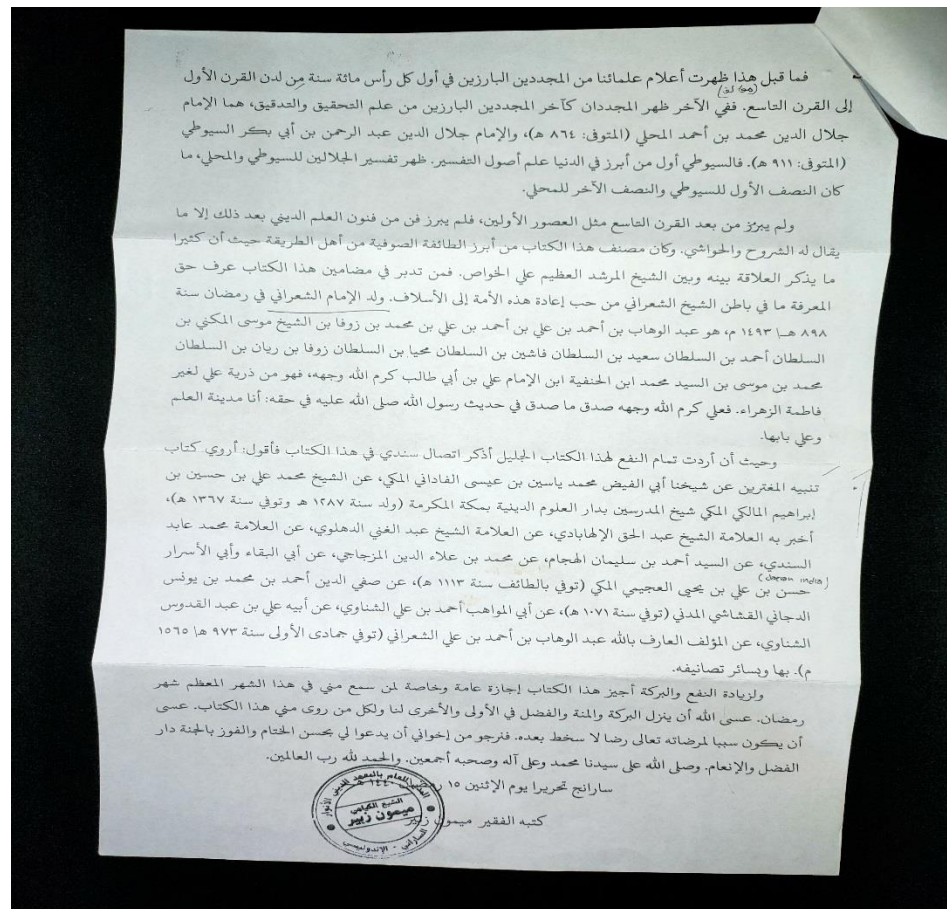 فما قبل هذا ظهرت أعلام علمائنا من المجددين البارزين في أول كل رأس مائة سنة من لدن القرن الأول
إلى القرن التاسع. ففي الآخر ظهر المجددان كآخر المجددين البارزين من علم التحقيق والتدقيق، هما الإمام
جلال الدين محمد بن أحمد المحلي (المتوفى: ٨٦٤ هـ)، والإمام جلال الدين عبد الرحمن بن أبي بكر السيوطي
(المتوفى: ٩١١ هـ). فالسيوطي أول من أبرز في الدنيا علم أصول التفسير. ظهر تفسير الجلالين للسيوطي والمحلي، ما
كان النصف الأول للسيوطي والنصف الآخر للمحلي.
ولم يبرز من بعد القرن التاسع مثل العصور الأولين، فلم يبرز فن من فنون العلم الديني بعد ذلك إلا ما
يقال له الشروح والحواشي. وكان مصنف هذا الكتاب من أبرز الطائفة الصوفية من أهل الطريقة حيث أن كثيرا
ما يذكر العلاقة بينه وبين الشيخ المرشد العظيم علي الخواص. فمن تدبر في مضامين هذا الكتاب عرف حق
المعرفة ما في باطن الشيخ الشعراني من حب إعادة هذه الأمة إلى الأسلاف. ولد الإمام الشعراني في رمضان سنة
٨٩٨ هـ/ ١٤٩٣ م، هو عبد الوهاب بن أحمد بن علي بن أحمد بن علي بن محمد بن زوفا بن الشيخ موسى المكني بن
السلطان أحمد بن السلطان سعيد بن السلطان فاشين بن السلطان محيا بن السلطان زوفا بن ريان بن السلطان
محمد بن موسى بن السيد محمد ابن الحنفية ابن الإمام علي بن أبي طالب كرم الله وجهه، فهو من ذرية علي لغير
فاطمة الزهراء. فعلي كرم الله وجهه صدق ما صدق في حديث رسول الله صلى الله عليه في حقه: أنا مدينة العلم
وعلي بابها.
وحيث أن أردت تمام النفع لهذا الكتاب الجليل أذكر اتصال سندي في هذا الكتاب فأقول: أروي كتاب
تنبيه المغترين عن شيخنا أبي الفيض محمد ياسين بن عيسى الفاداني المكي، عن الشيخ محمد علي بن حسين بن
إبراهيم المالكي المكي شيخ المدرسين بدار العلوم الدينية بمكة المكرمة (ولد سنة ١٢٨٧ هـ وتوفي سنة ١٣٦٧ هـ)،
أخبر به العلامة الشيخ عبد الحق الإلهابادي، عن العلامة الشيخ عبد الغني الدهلوي، عن العلامة محمد عابد
السندي، عن السيد أحمد بن سليمان الهجام، عن محمد بن علاء الدين المزجاجي، عن أبي البقاء وأبي الأسرار
حسن بن علي بن يحيى العجيمي المكي (توفي بالطائف سنة ١١١٣ هـ)، عن صفي الدين أحمد بن محمد بن يونس
الدجاني القشاشي المدني (توفي سنة ١٠٧١ هـ)، عن أبي المواهب أحمد بن علي الشناوي، عن أبيه علي بن عبد القدوس
الشناوي، عن المؤلف العارف بالله عبد الوهاب بن أحمد بن علي الشعراني (توفي جمادى الأولى سنة ٩٧٣ هـ/ ١٥٦٥
م). بها وبسائر تصانيفه.
ولزيادة النفع والبركة أجيز هذا الكتاب إجازة عامة وخاصة لمن سمع مني في هذا الشهر المعظم شهر
رمضان. عسى الله أن ينزل البركة والمنة والفضل في الأولى والأخرى لنا ولكل من روى مني هذا الكتاب. عسى
أن يكون سببا لمرضاته تعالى رضا لا سخط بعده. فنرجو من إخواني أن يدعوا لي بحسن الختام والفوز بالجنة دار
الفضل والإنعام. وصلى الله على سيدنا محمد وعلى آله وصحبه أجمعين. والحمد لله رب العالمين.
سارانج تحريرا يوم الإثنين ١٥
١٤٤٠ هـ
كتبه الفقير ميمون زبير
الشيخ
ميمون زبير
الساراني - الإندونيسي